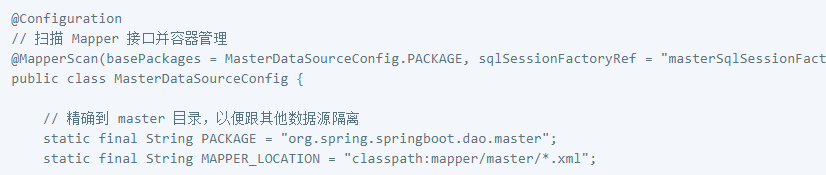 @Configuration
// 扫描 Mapper 接口并容器管理
@MapperScan(basePackages = MasterDataSourceConfig.PACKAGE, sqlSessionFactoryRef = "masterSqlSessionFact
public class MasterDataSourceConfig {
// 精确到 master 目录，以便跟其他数据源隔离
static final String PACKAGE = "org.spring.springboot.dao.master";
static final String MAPPER_LOCATION = "classpath:mapper/master/*.xml";